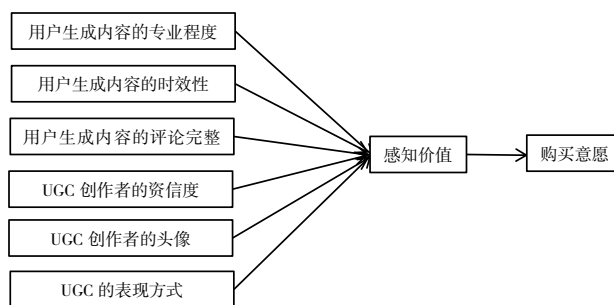 用户生成内容的专业程度
用户生成内容的时效性
用户生成内容的评论完整
UGC 创作者的资信度
UGC 创作者的头像
UGC 的表现方式
感知价值
购买意愿